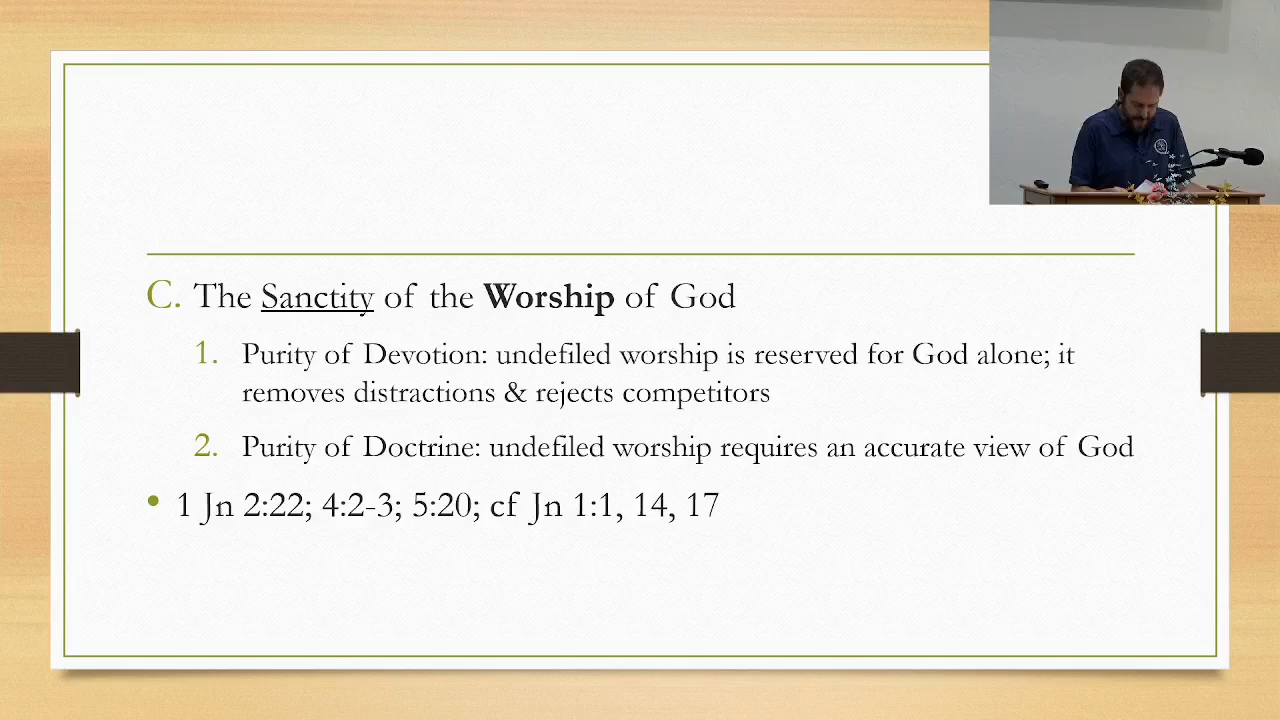 C. The Sanctity of the Worship of God
1. Purity of Devotion: undefiled worship is reserved for God alone; it
removes distractions & rejects competitors
2. Purity of Doctrine: undefiled worship requires an accurate view of God
• 1 Jn 2:22; 4:2-3; 5:20; cf Jn 1:1, 14, 17